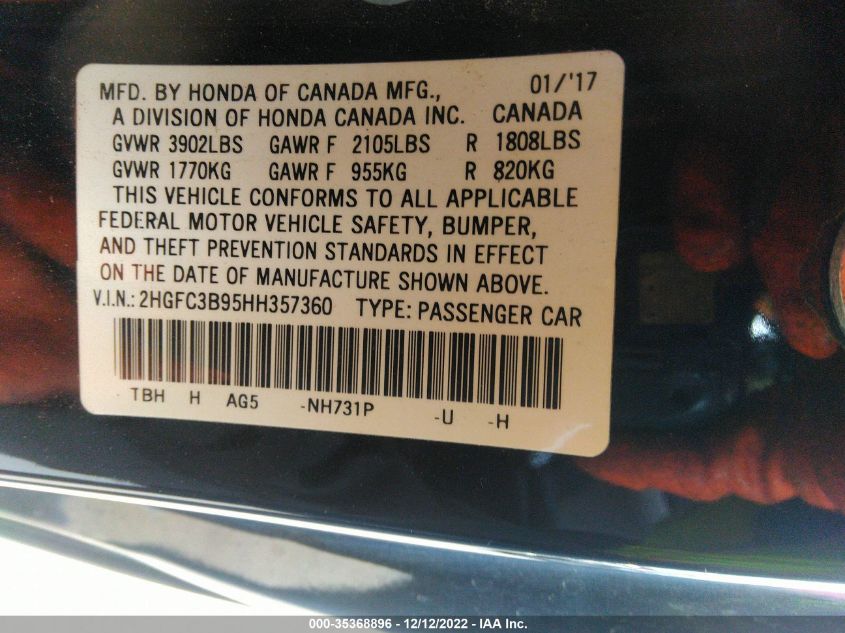 MFD. BY HONDA OF CANADA MFG., 01/'17
A DIVISION OF HONDA CANADA INC. CANADA
GVWR 3902LBS GAWR F 2105LBS R 1808LBS
GVWR 1770KG GAWR F 955KG R 820KG
THIS VEHICLE CONFORMS TO ALL APPLICABLE
FEDERAL MOTOR VEHICLE SAFETY, BUMPER,
AND THEFT PREVENTION STANDARDS IN EFFECT
ON THE DATE OF MANUFACTURE SHOWN ABOVE.
V.I.N.: 2HGFC3B95HH357360 TYPE: PASSENGER CAR
TBH H AG5 -NH731P -U -H
000-35368896 - 12/12/2022 - IAA Inc.